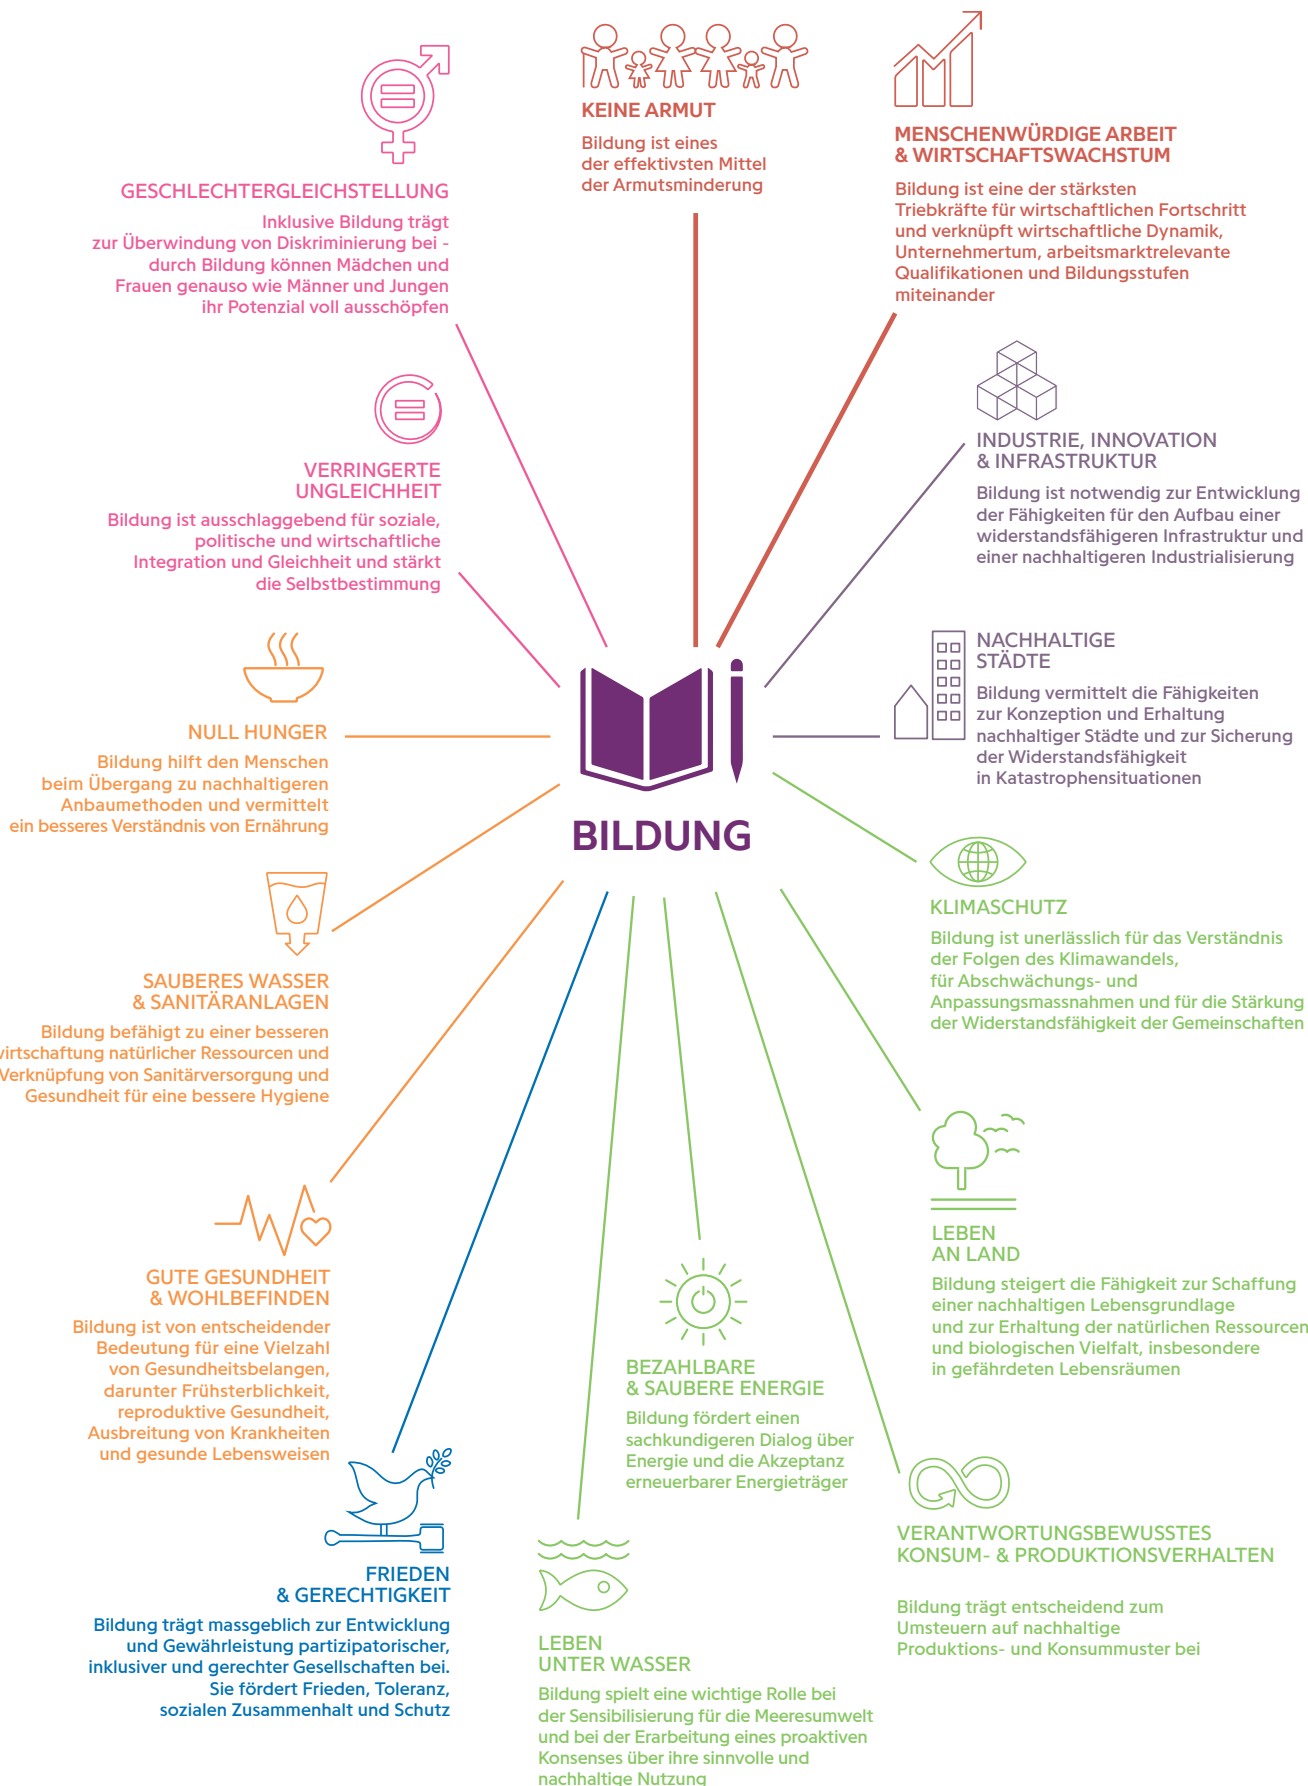 KEINE ARMUT
Bildung ist eines
der effektivsten Mittel
der Armutsminderung
MENSCHENWÜRDIGE ARBEIT
& WIRTSCHAFTSWACHSTUM
Bildung ist eine der stärksten
Triebkräfte für wirtschaftlichen Fortschritt
und verknüpft wirtschaftliche Dynamik,
Unternehmertum, arbeitsmarktrelevante
Qualifikationen und Bildungsstufen
miteinander
GESCHLECHTERGLEICHSTELLUNG
Inklusive Bildung trägt
zur Überwindung von Diskriminierung bei -
durch Bildung können Mädchen und
Frauen genauso wie Männer und Jungen
ihr Potenzial voll ausschöpfen
INDUSTRIE, INNOVATION
& INFRASTRUKTUR
Bildung ist notwendig zur Entwicklung
der Fähigkeiten für den Aufbau einer
widerstandsfähigeren Infrastruktur und
einer nachhaltigeren Industrialisierung
VERRINGERTE
UNGLEICHHEIT
Bildung ist ausschlaggebend für soziale,
politische und wirtschaftliche
Integration und Gleichheit und stärkt
die Selbstbestimmung
NACHHALTIGE
STÄDTE
Bildung vermittelt die Fähigkeiten
zur Konzeption und Erhaltung
nachhaltiger Städte und zur Sicherung
der Widerstandsfähigkeit
in Katastrophensituationen
NULL HUNGER
Bildung hilft den Menschen
beim Übergang zu nachhaltigeren
Anbaumethoden und vermittelt
ein besseres Verständnis von Ernährung
BILDUNG
KLIMASCHUTZ
Bildung ist unerlässlich für das Verständnis
der Folgen des Klimawandels,
für Abschwächungs- und
Anpassungsmassnahmen und für die Stärkung
der Widerstandsfähigkeit der Gemeinschaften
SAUBERES WASSER
& SANITÄRANLAGEN
Bildung befähigt zu einer besseren
natürlicher Ressourcen und
Verknüpfung von Sanitärversorgung und
Gesundheit für eine bessere Hygiene
LEBEN
AN LAND
Bildung steigert die Fähigkeit zur Schaffung
einer nachhaltigen Lebensgrundlage
und zur Erhaltung der natürlichen Ressourcen
und biologischen Vielfalt, insbesondere
in gefährdeten Lebensräumen
GUTE GESUNDHEIT
& WOHLBEFINDEN
Bildung ist von entscheidender
Bedeutung für eine Vielzahl
von Gesundheitsbelangen,
darunter Frühsterblichkeit,
reproduktive Gesundheit,
Ausbreitung von Krankheiten
und gesunde Lebensweisen
BEZAHLBARE
& SAUBERE ENERGIE
Bildung fördert einen
sachkundigeren Dialog über
Energie und die Akzeptanz
erneuerbarer Energieträger
VERANTWORTUNGSBEWUSSTES
KONSUM- & PRODUKTIONSVERHALTEN
Bildung trägt entscheidend zum
Umsteuern auf nachhaltige
Produktions- und Konsummuster bei
FRIEDEN
& GERECHTIGKEIT
Bildung trägt massgeblich zur Entwicklung
und Gewährleistung partizipatorischer,
inklusiver und gerechter Gesellschaften bei.
Sie fördert Frieden, Toleranz,
sozialen Zusammenhalt und Schutz
LEBEN
UNTER WASSER
Bildung spielt eine wichtige Rolle bei
der Sensibilisierung für die Meeresumwelt
und bei der Erarbeitung eines proaktiven
Konsenses über ihre sinnvolle und
nachhaltige Nutzung